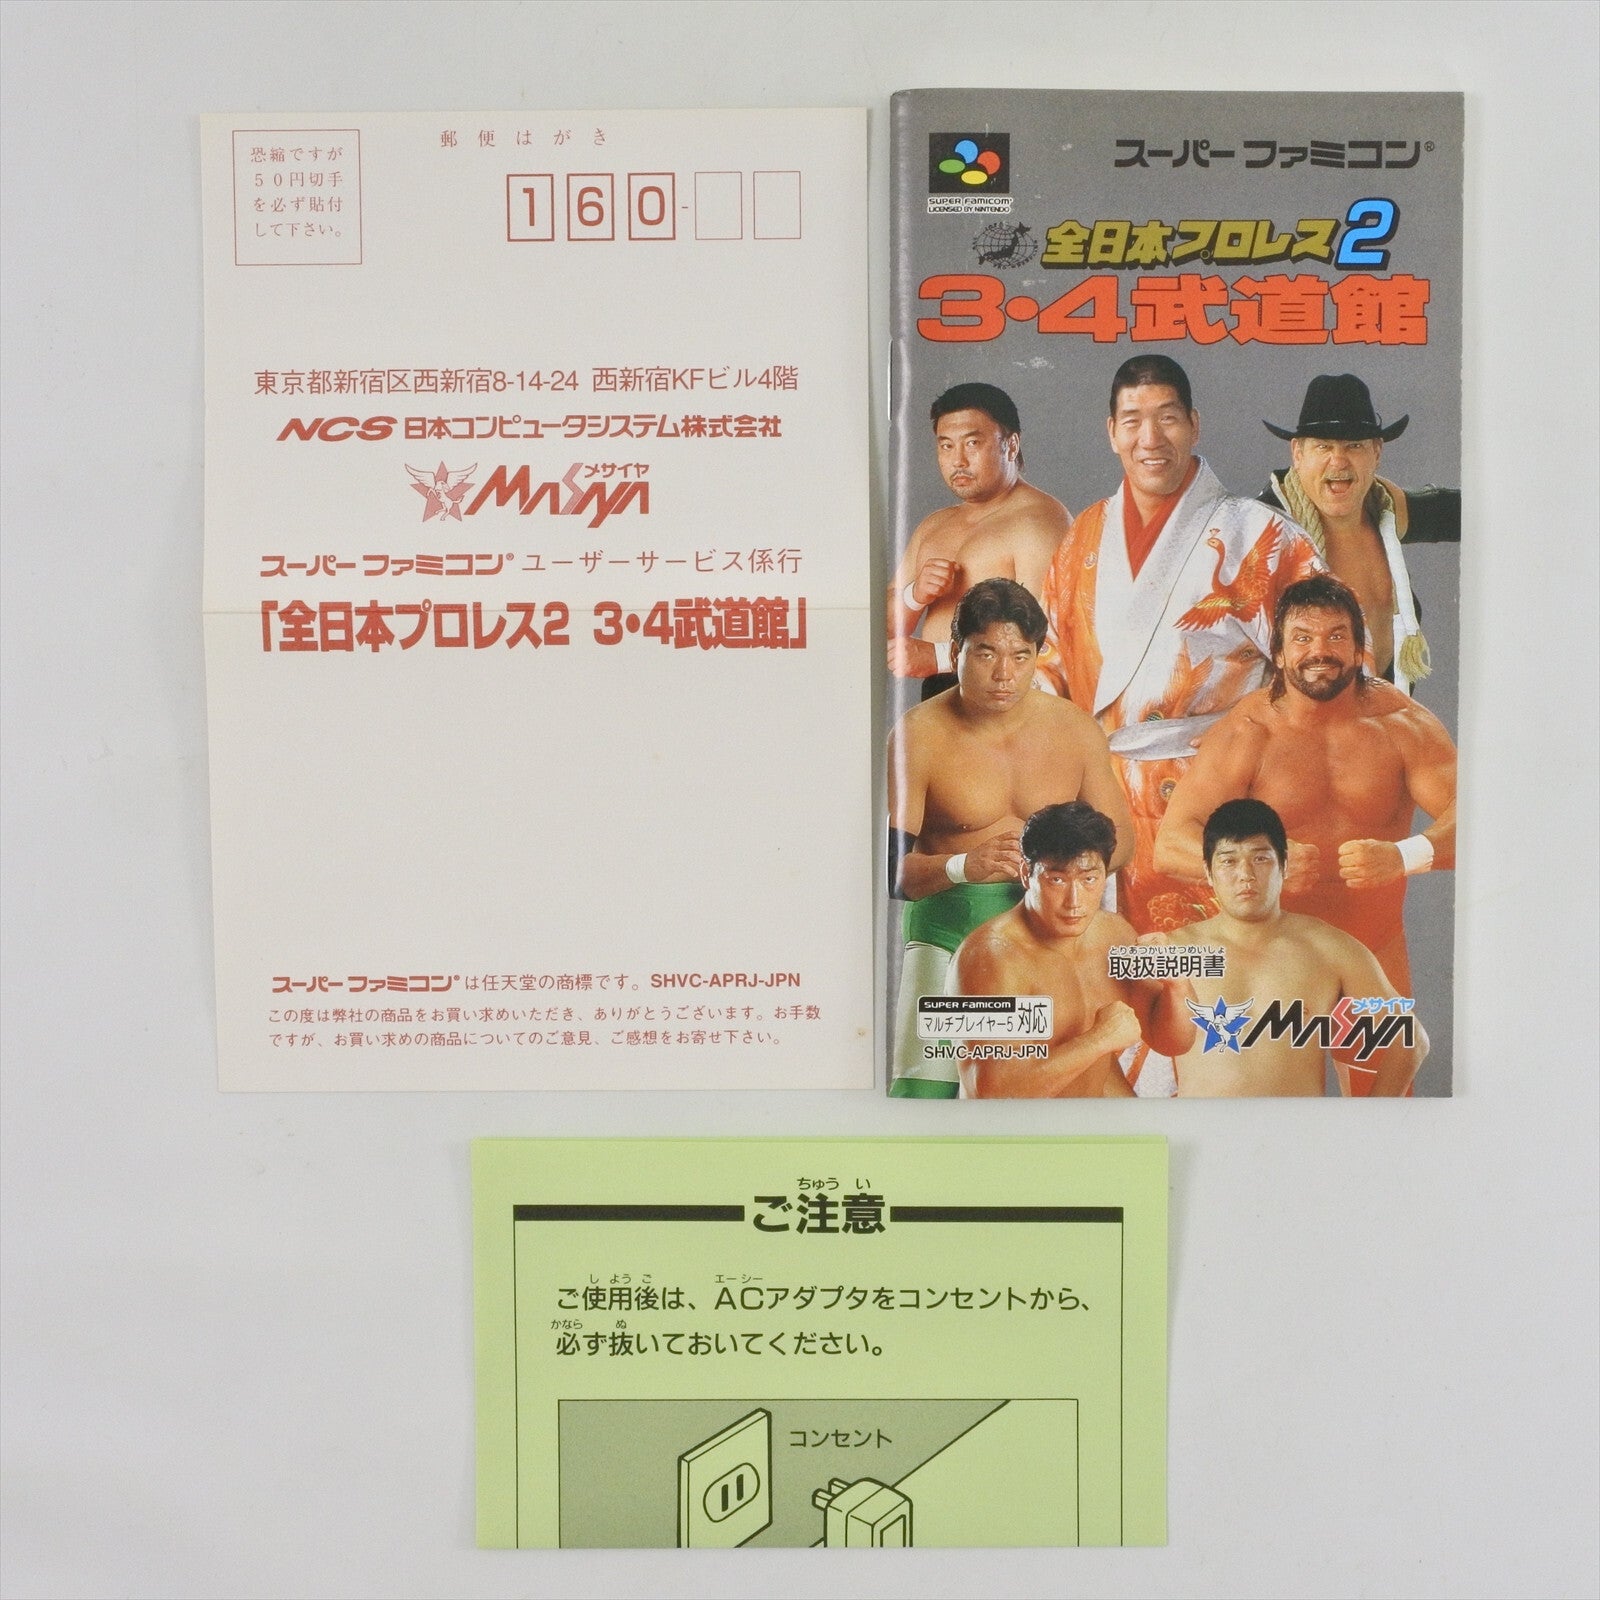 恐縮ですが
50円切手
を必ず貼付
して下さい。
郵便はがき
160-
東京都新宿区西新宿8-14-24 西新宿KFビル4階
NCS 日本コンピュータシステム株式会社
メサイヤ
MASAYA
スーパーファミコン® ユーザーサービス係行
「全日本プロレス2 3・4武道館」
スーパーファミコン®は任天堂の商標です。 SHVC-APRJ-JPN
この度は弊社の商品をお買い求めいただき、ありがとうございます。お手数
ですが、お買い求めの商品についてのご意見、ご感想をお寄せ下さい。
スーパーファミコン®
SUPER FAMICOM
LICENSED BY NINTENDO
全日本プロレス2
3・4武道館
とりあつかいせつめいしょ
取扱説明書
SUPER FAMICOM
マルチプレイヤー5 対応
SHVC-APRJ-JPN
メサイヤ
MASAYA
ちゅう い
ご注意
し よう ご エーシー
ご使用後は、ACアダプタをコンセントから、
かなら ぬ
必ず抜いておいてください。
コンセント